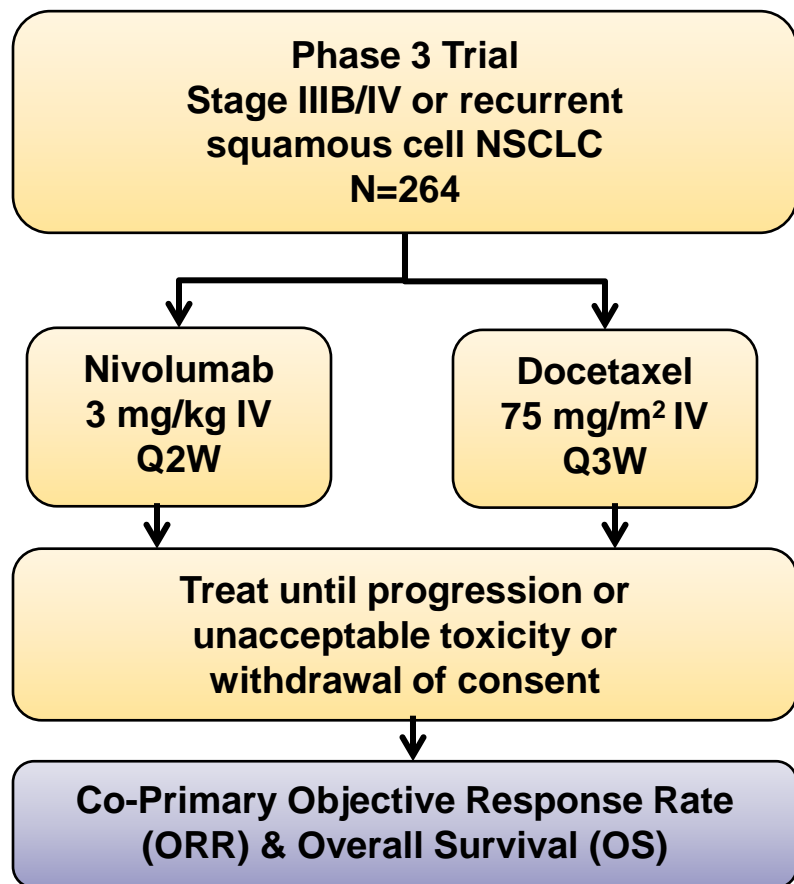 Phase 3 Trial
Stage IIIB/IV or recurrent
squamous cell NSCLC
N=264
Nivolumab
3 mg/kg IV
Q2W
Docetaxel
75 mg/m² IV
Q3W
Treat until progression or
unacceptable toxicity or
withdrawal of consent
Co-Primary Objective Response Rate
(ORR) & Overall Survival (OS)